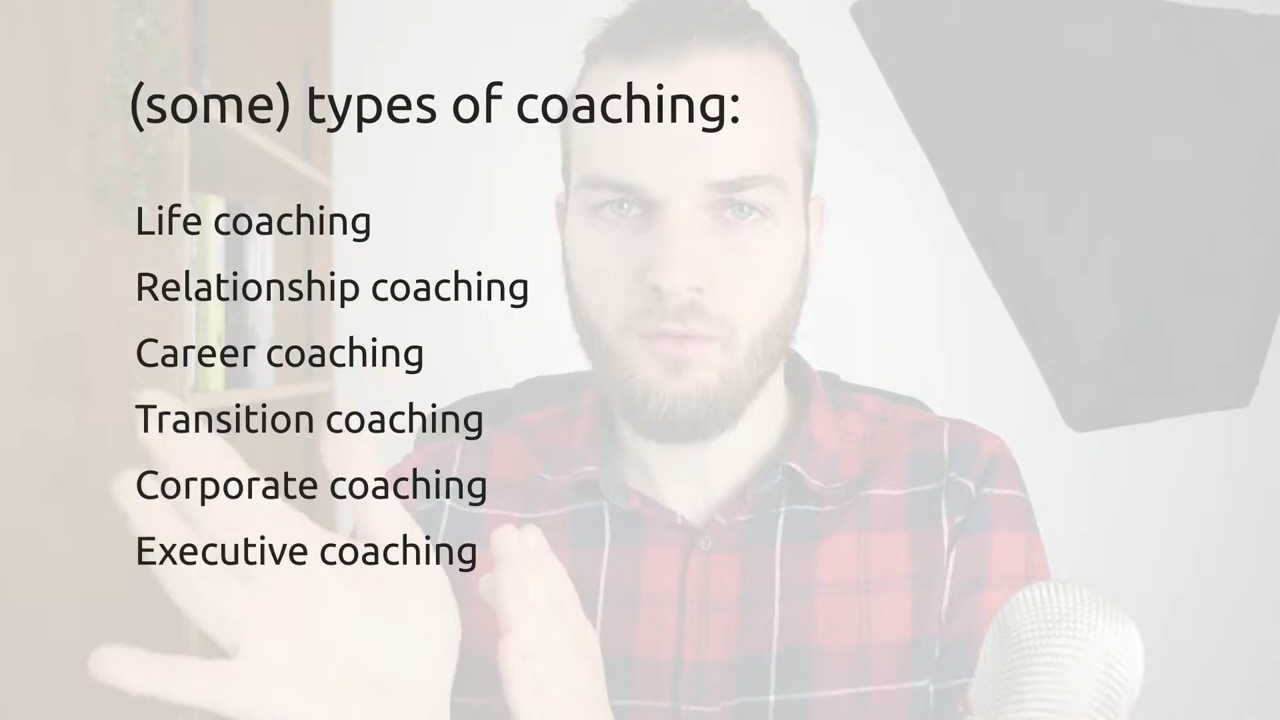 (some) types of coaching:
Life coaching
Relationship coaching
Career coaching
Transition coaching
Corporate coaching
Executive coaching